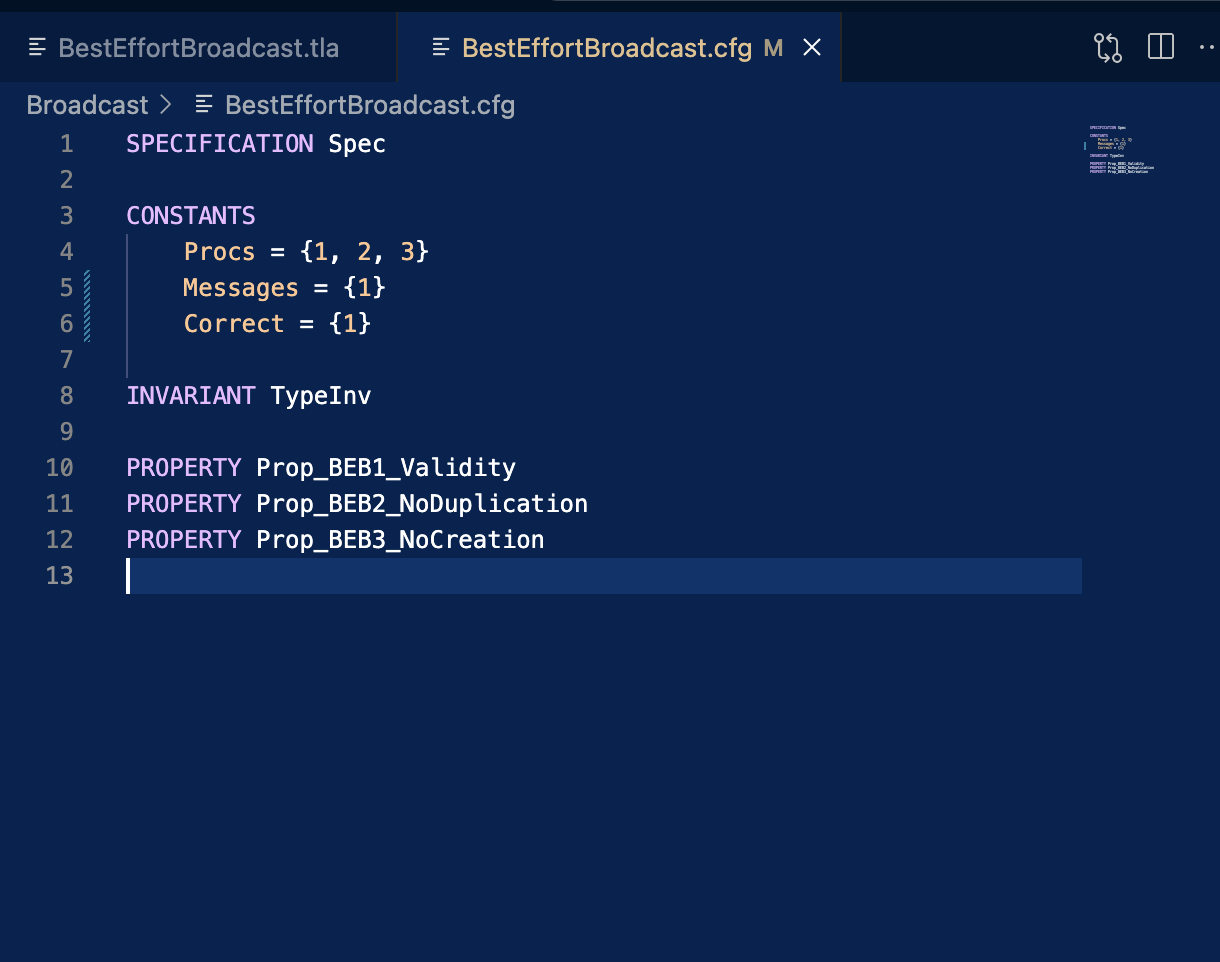 BestEffortBroadcast.tla
BestEffortBroadcast.cfg M
Broadcast > BestEffortBroadcast.cfg
1 SPECIFICATION Spec
2
3 CONSTANTS
4 Procs = {1, 2, 3}
5 Messages = {1}
6 Correct = {1}
7
8 INVARIANT TypeInv
9
10 PROPERTY Prop_BEB1_Validity
11 PROPERTY Prop_BEB2_NoDuplication
12 PROPERTY Prop_BEB3_NoCreation
13